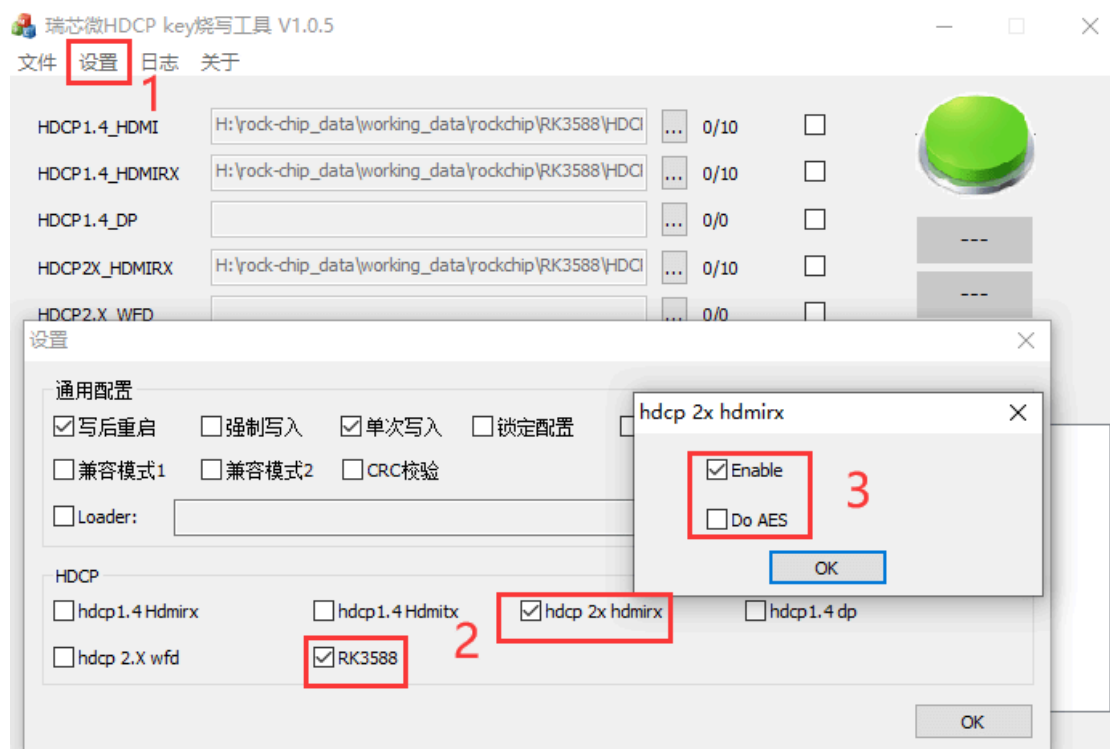 瑞芯微HDCP key烧写工具 V1.0.5
文件 设置 日志 关于
1
HDCP1.4_HDMI H:\rock-chip_data\working_data\rockchip\RK3588\HDCI ... 0/10
HDCP1.4_HDMIRX H:\rock-chip_data\working_data\rockchip\RK3588\HDCI ... 0/10
HDCP1.4_DP ... 0/0
---
HDCP2X_HDMIRX H:\rock-chip_data\working_data\rockchip\RK3588\HDCI ... 0/10
---
HDCP2.X_WFD ... 0/0
设置
通用配置
写后重启 强制写入 单次写入 锁定配置
兼容模式1 兼容模式2 CRC校验
Loader:
hdcp 2x hdmirx
Enable
3
Do AES
OK
HDCP
hdcp1.4 Hdmirx hdcp1.4 Hdmitx hdcp 2x hdmirx hdcp1.4 dp
2
hdcp 2.X wfd RK3588
OK